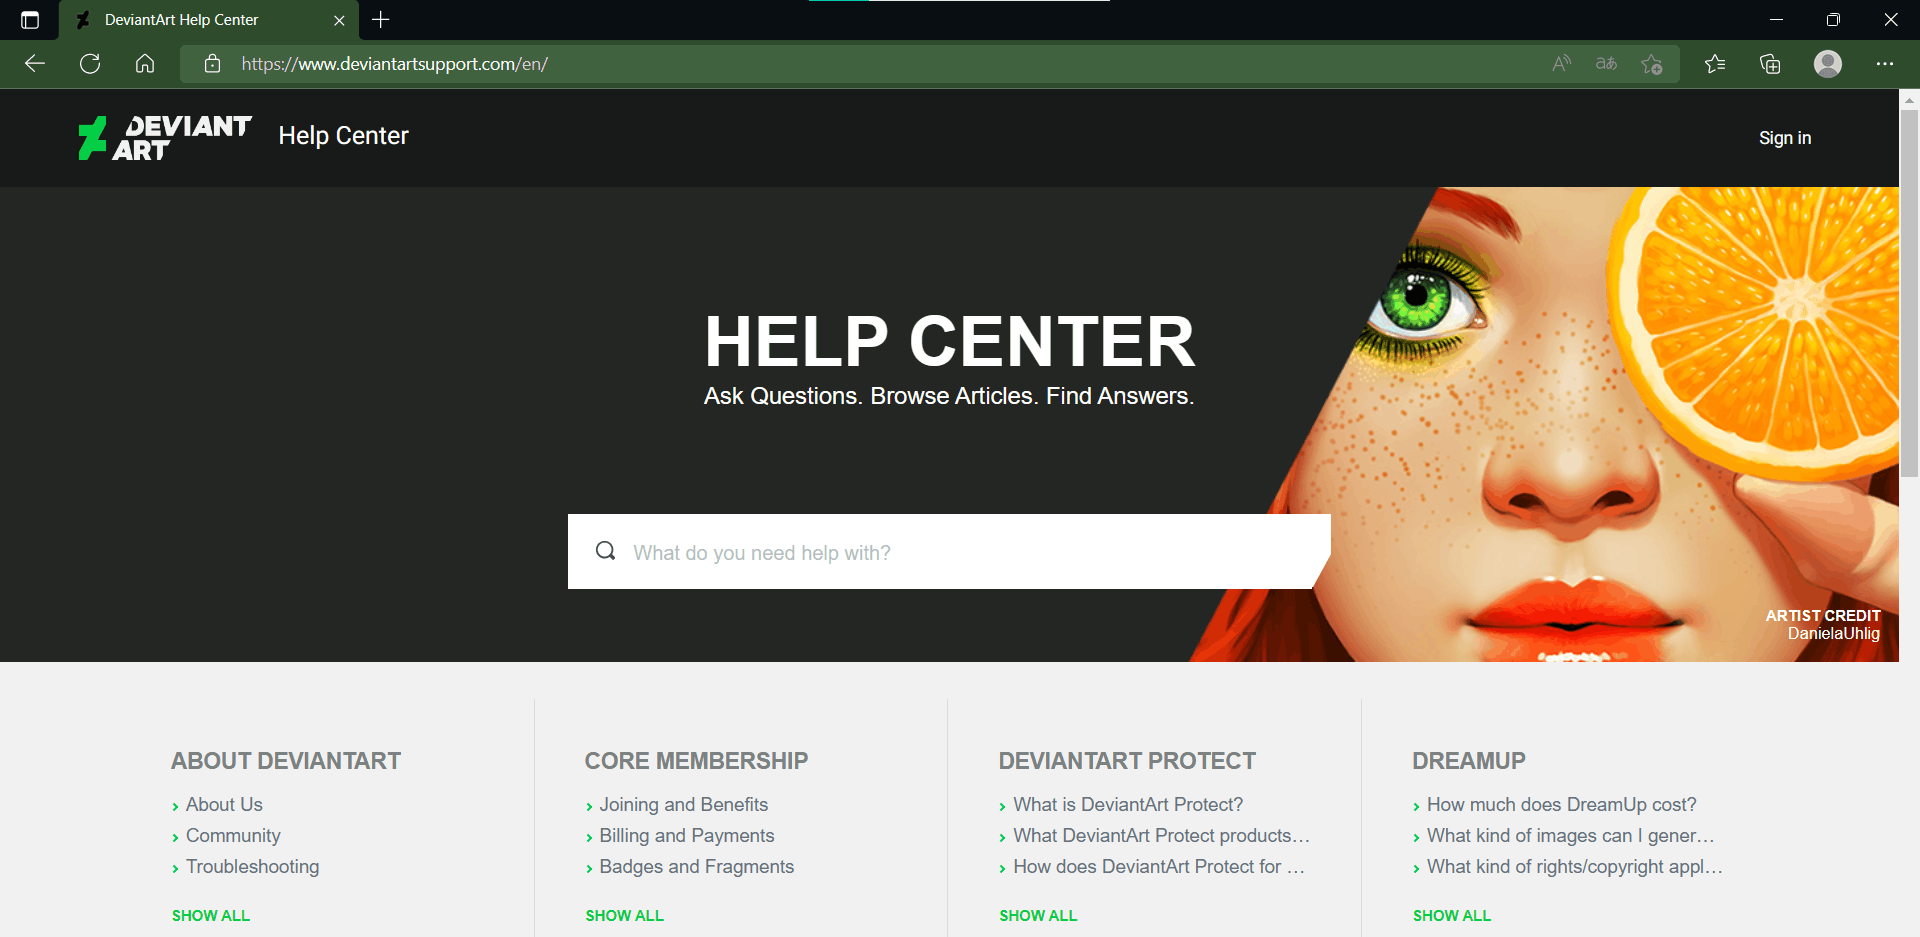 DeviantArt Help Center
https://www.deviantartsupport.com/en/
DEVIANT
ART
Help Center
Sign in
HELP CENTER
Ask Questions. Browse Articles. Find Answers.
What do you need help with?
ARTIST CREDIT
DanielaUhlig
ABOUT DEVIANTART
About Us
Community
Troubleshooting
SHOW ALL
CORE MEMBERSHIP
Joining and Benefits
Billing and Payments
Badges and Fragments
SHOW ALL
DEVIANTART PROTECT
What is DeviantArt Protect?
What DeviantArt Protect products...
How does DeviantArt Protect for ...
SHOW ALL
DREAMUP
How much does DreamUp cost?
What kind of images can I gener...
What kind of rights/copyright appl...
SHOW ALL